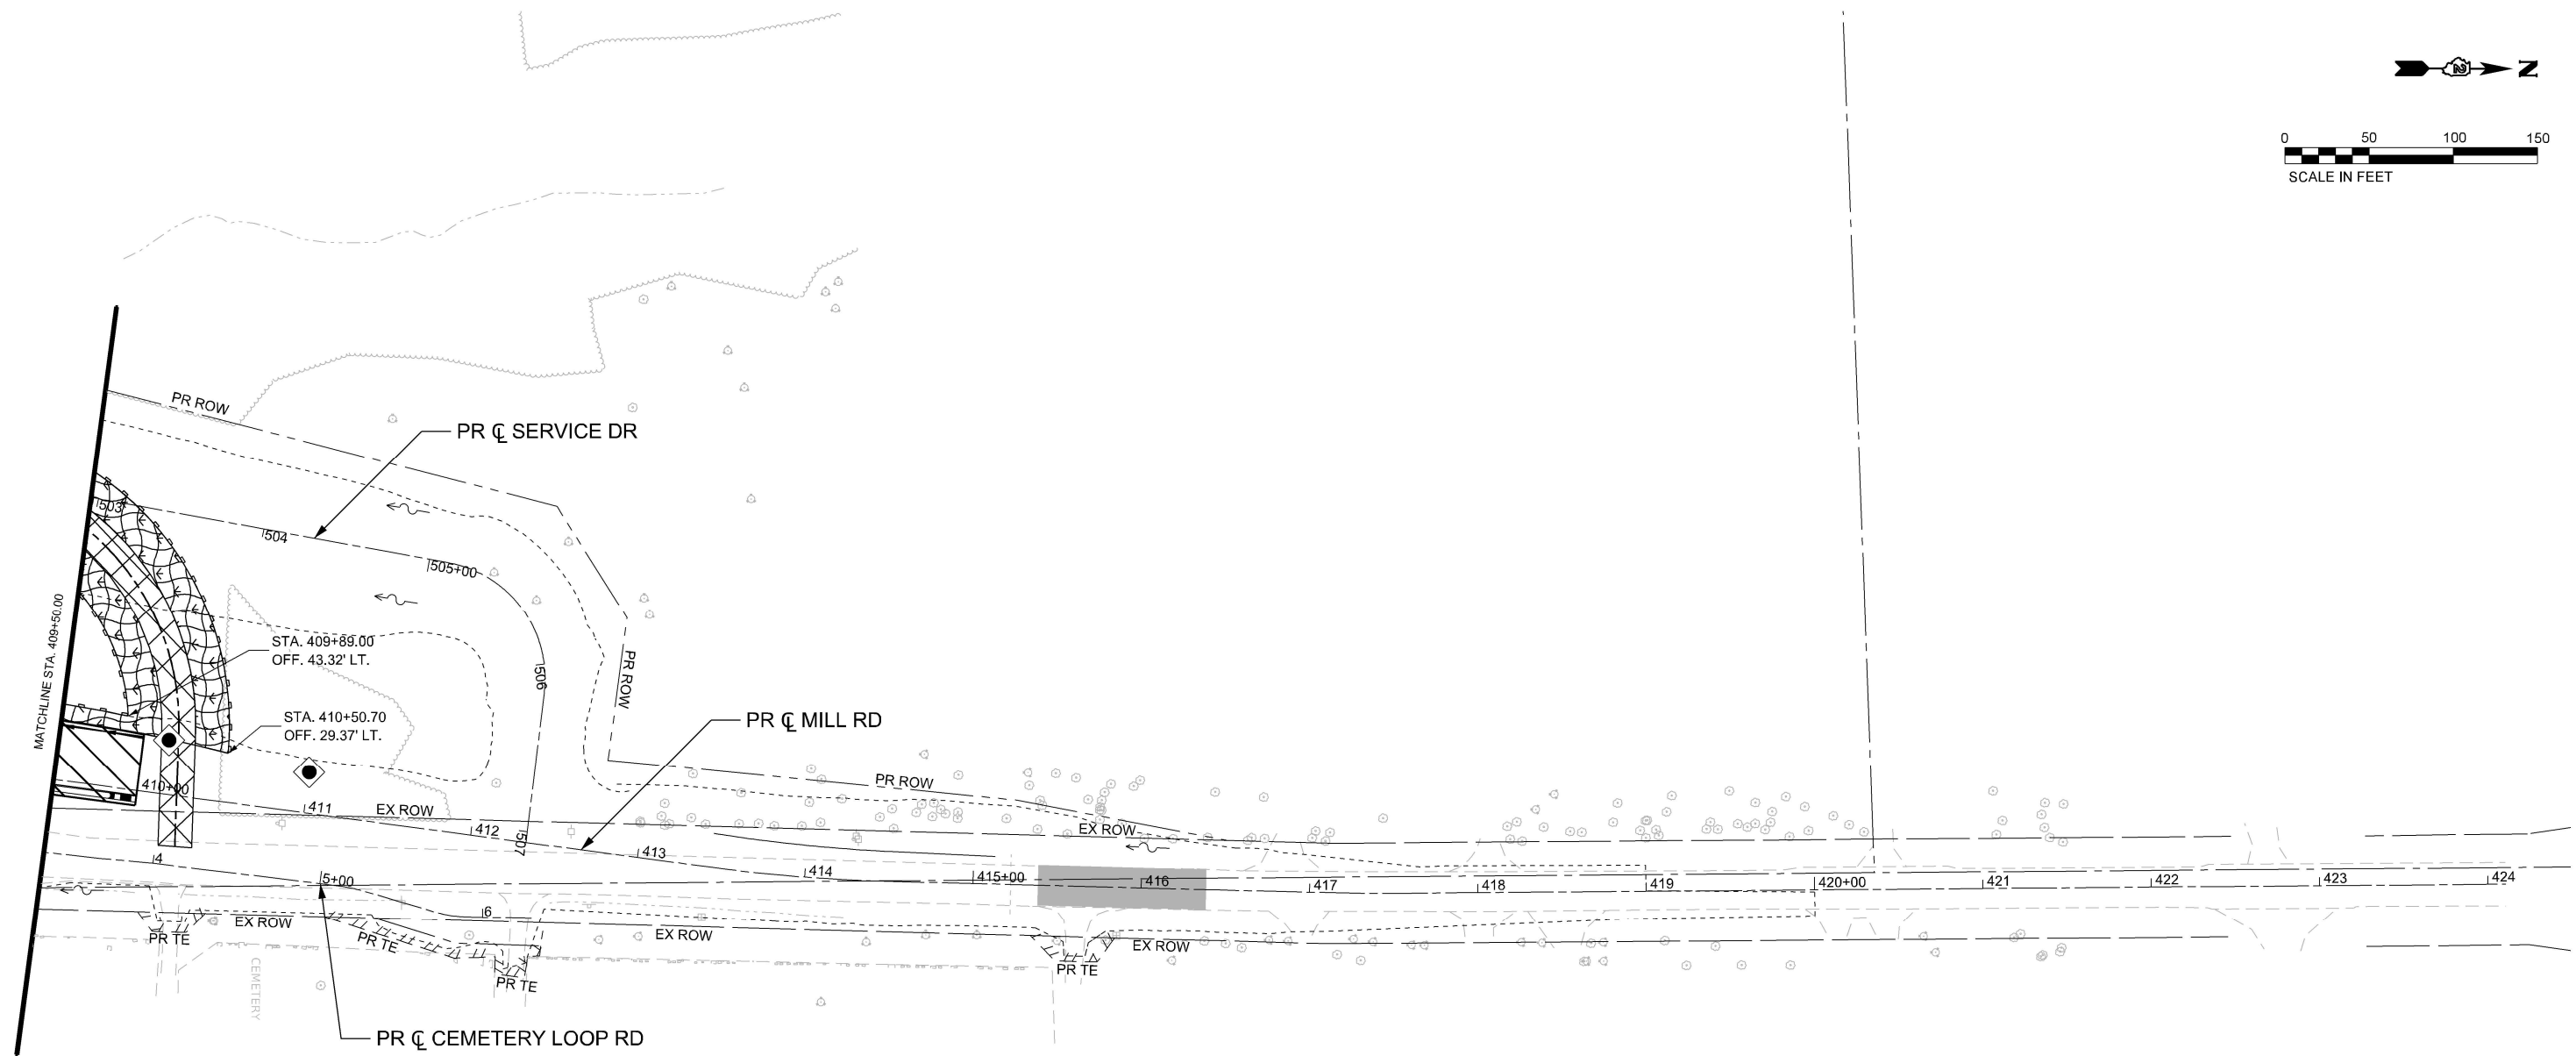 N
0 50 100 150
SCALE IN FEET
PR ROW
PR ℄ SERVICE DR
503
504
505+00
506
507
MATCHLINE STA. 409+50.00
STA. 409+89.00
OFF. 43.32' LT.
STA. 410+50.70
OFF. 29.37' LT.
PR ROW
PR ℄ MILL RD
PR ROW
410+00
411
EX ROW
412
413
414
415+00
EX ROW
416
417
418
419
420+00
421
422
423
424
4
5+00
6
PR TE
EX ROW
PR TE
PR TE
EX ROW
PR TE
EX ROW
CEMETERY
PR ℄ CEMETERY LOOP RD